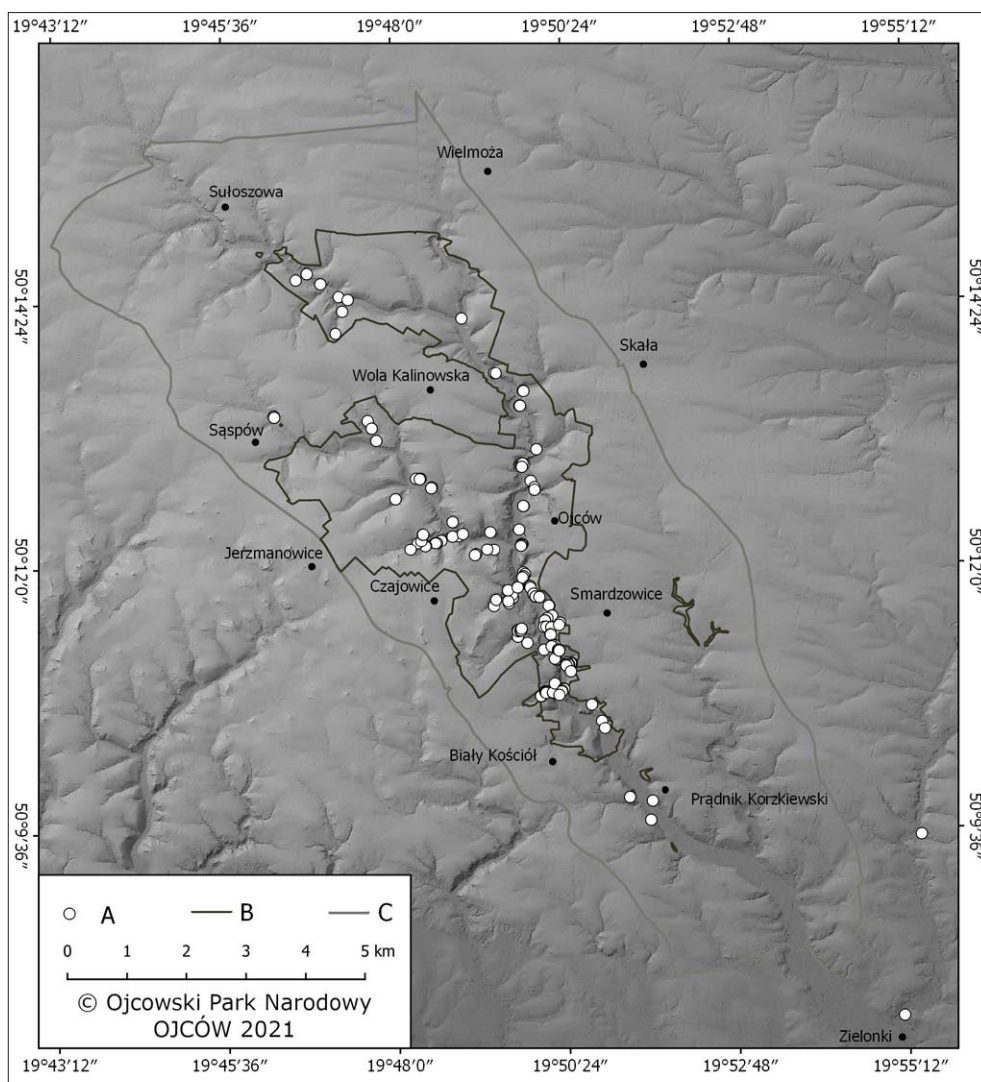 19°43′12″ 19°45′36″ 19°48′0″ 19°50′24″ 19°52′48″ 19°55′12″
Wielmoża
Sułoszowa
50°14′24″ 50°14′24″
Skała
Wola Kalinowska
Sąspów
Ojców
Jerzmanowice
50°12′0″ 50°12′0″
Czajowice
Smardzowice
Biały Kościół
Prądnik Korzkiewski
50°9′36″ 50°9′36″
A B C
0 1 2 3 4 5 km
© Ojcowski Park Narodowy
OJCÓW 2021
Zielonki
19°43′12″ 19°45′36″ 19°48′0″ 19°50′24″ 19°52′48″ 19°55′12″